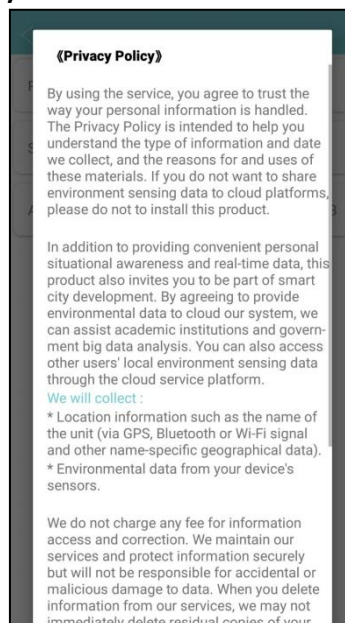 《Privacy Policy》
By using the service, you agree to trust the
way your personal information is handled.
The Privacy Policy is intended to help you
understand the type of information and date
we collect, and the reasons for and uses of
these materials. If you do not want to share
environment sensing data to cloud platforms,
please do not to install this product.
In addition to providing convenient personal
situational awareness and real-time data, this
product also invites you to be part of smart
city development. By agreeing to provide
environmental data to cloud our system, we
can assist academic institutions and govern-
ment big data analysis. You can also access
other users' local environment sensing data
through the cloud service platform.
We will collect :
* Location information such as the name of
the unit (via GPS, Bluetooth or Wi-Fi signal
and other name-specific geographical data).
* Environmental data from your device's
sensors.
We do not charge any fee for information
access and correction. We maintain our
services and protect information securely
but will not be responsible for accidental or
malicious damage to data. When you delete
information from our services, we may not
immediately delete residual copies of your